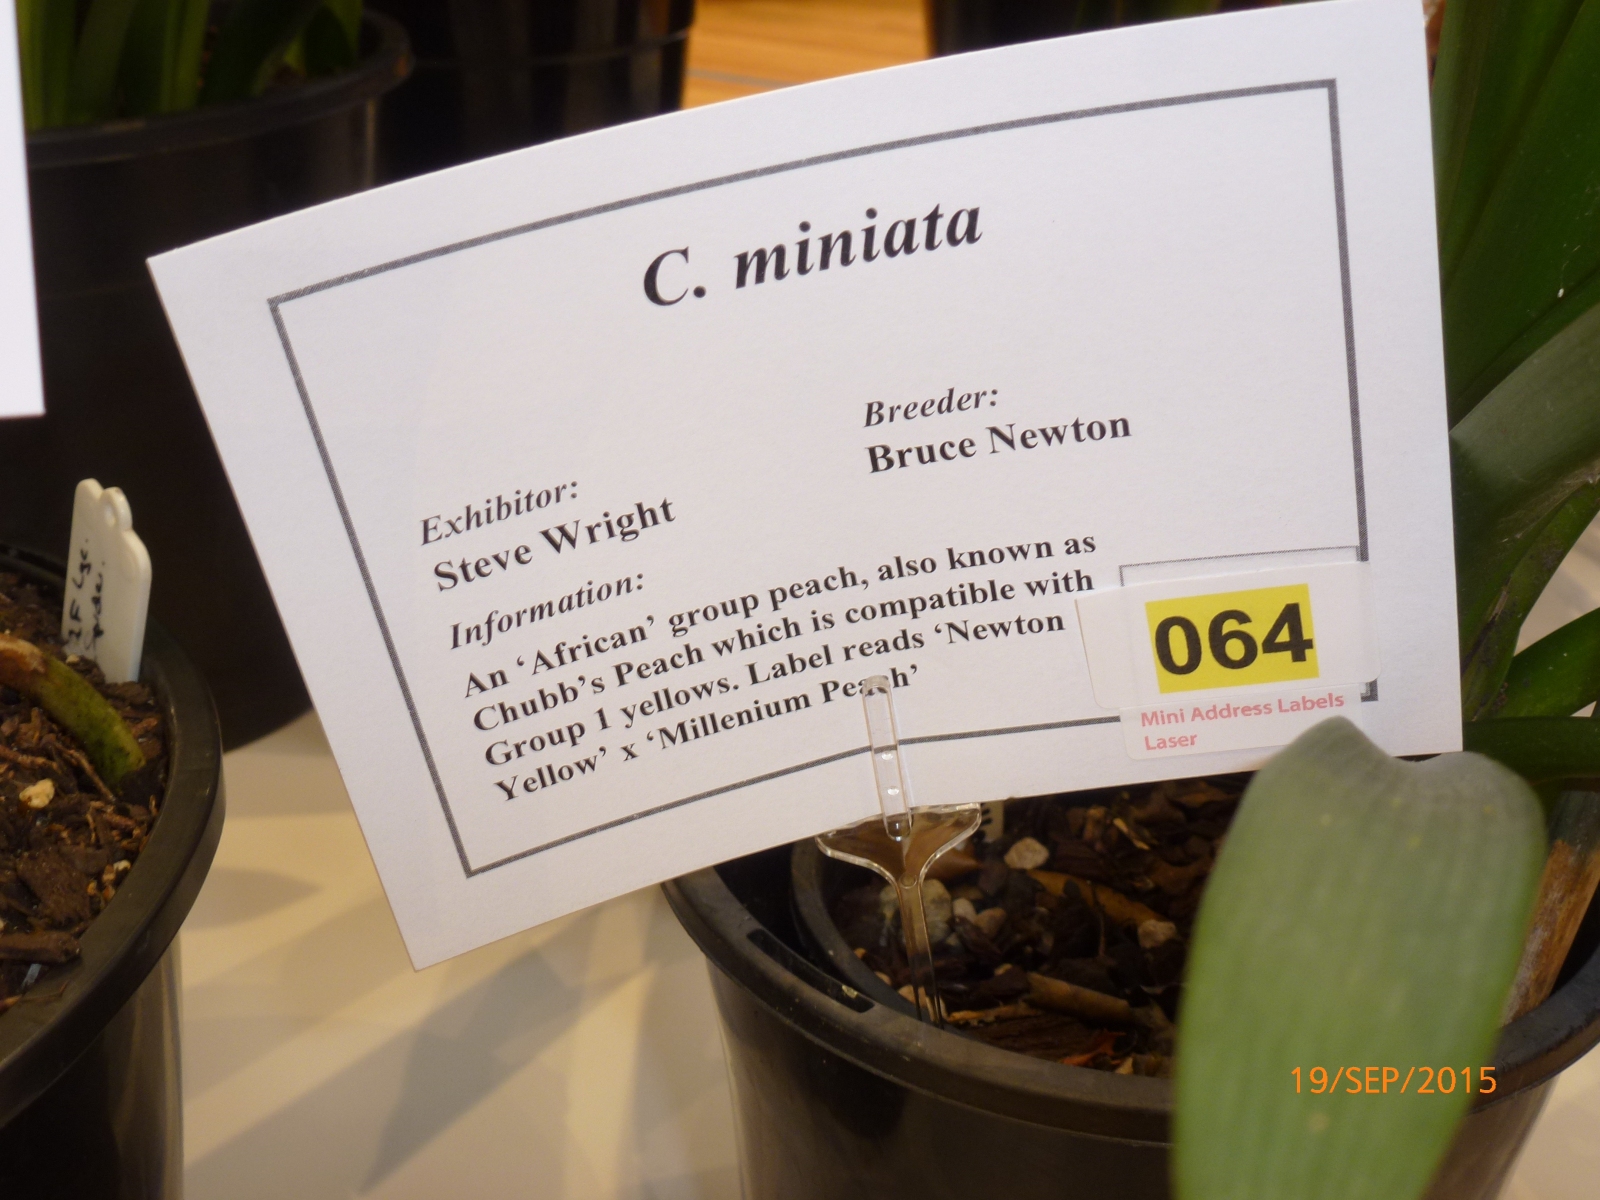 C. miniata
Breeder:
Bruce Newton
Exhibitor:
Steve Wright
Information:
An ‘African’ group peach, also known as
Chubb’s Peach which is compatible with
Group 1 yellows. Label reads ‘Newton
Yellow’ x ‘Millenium Peach’
064
Mini Address Labels
Laser
19/SEP/2015